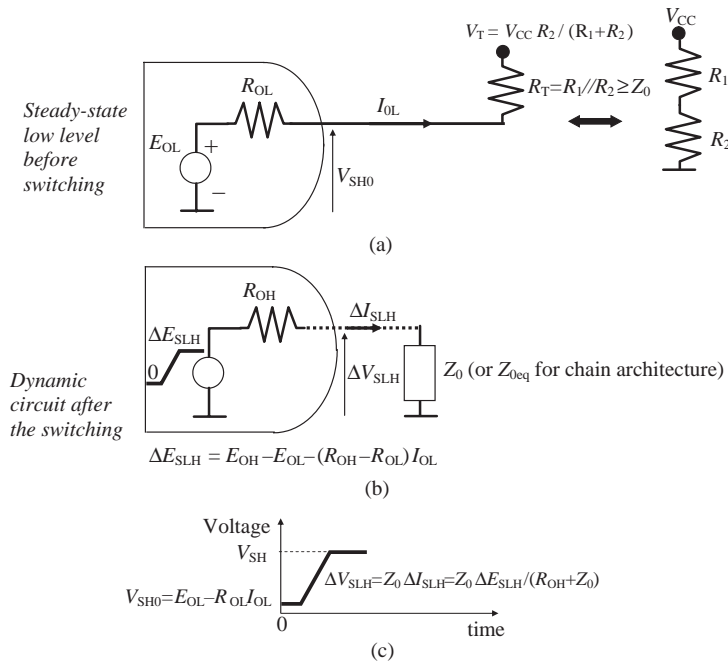 V_T = V_CC R_2 / (R_1+R_2)
V_CC
R_OL
R_T=R_1//R_2≥Z_0
R_1
Steady-state
low level
before
switching
I_0L
E_OL
+
−
V_SH0
R_2
(a)
R_OH
ΔI_SLH
ΔE_SLH
0
ΔV_SLH
Z_0 (or Z_0eq for chain architecture)
Dynamic
circuit after
the switching
ΔE_SLH = E_OH−E_OL−(R_OH−R_OL)I_OL
(b)
Voltage
V_SH
ΔV_SLH=Z_0 ΔI_SLH=Z_0 ΔE_SLH/(R_OH+Z_0)
V_SH0=E_OL−R_OLI_OL
0
time
(c)